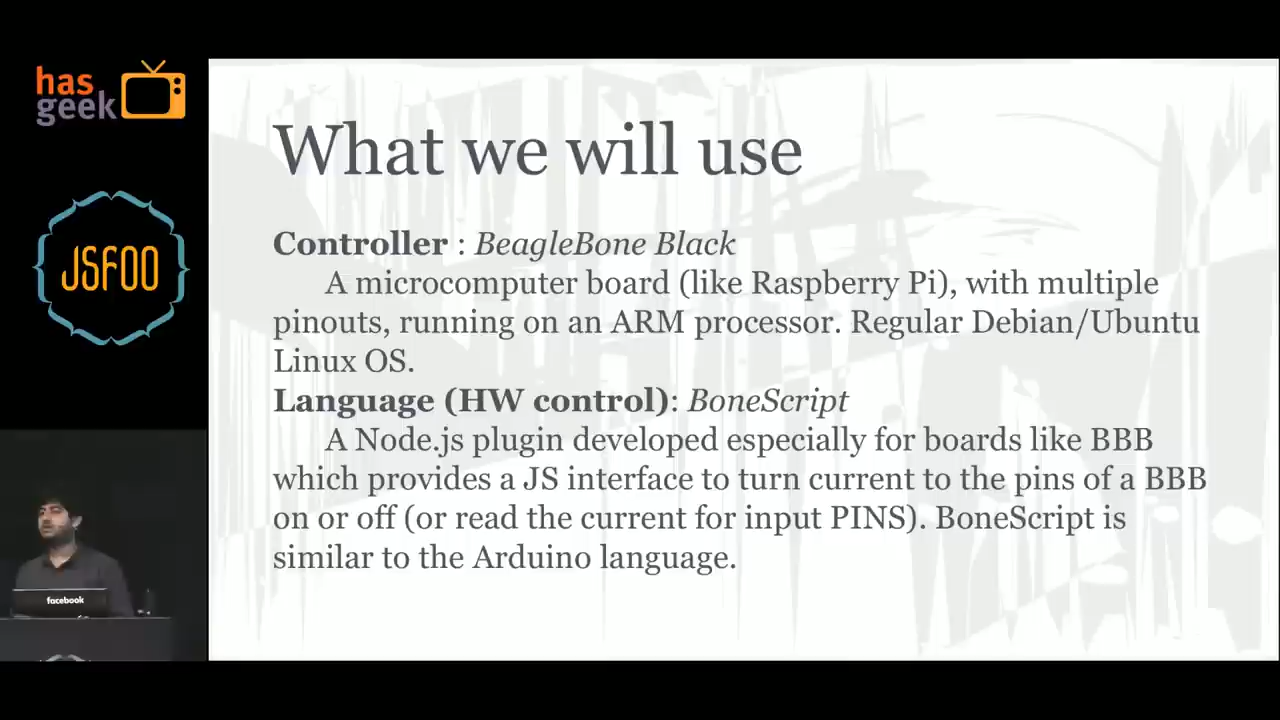 has
geek
JSFOO
What we will use
Controller : BeagleBone Black
A microcomputer board (like Raspberry Pi), with multiple
pinouts, running on an ARM processor. Regular Debian/Ubuntu
Linux OS.
Language (HW control): BoneScript
A Node.js plugin developed especially for boards like BBB
which provides a JS interface to turn current to the pins of a BBB
on or off (or read the current for input PINS). BoneScript is
similar to the Arduino language.
facebook